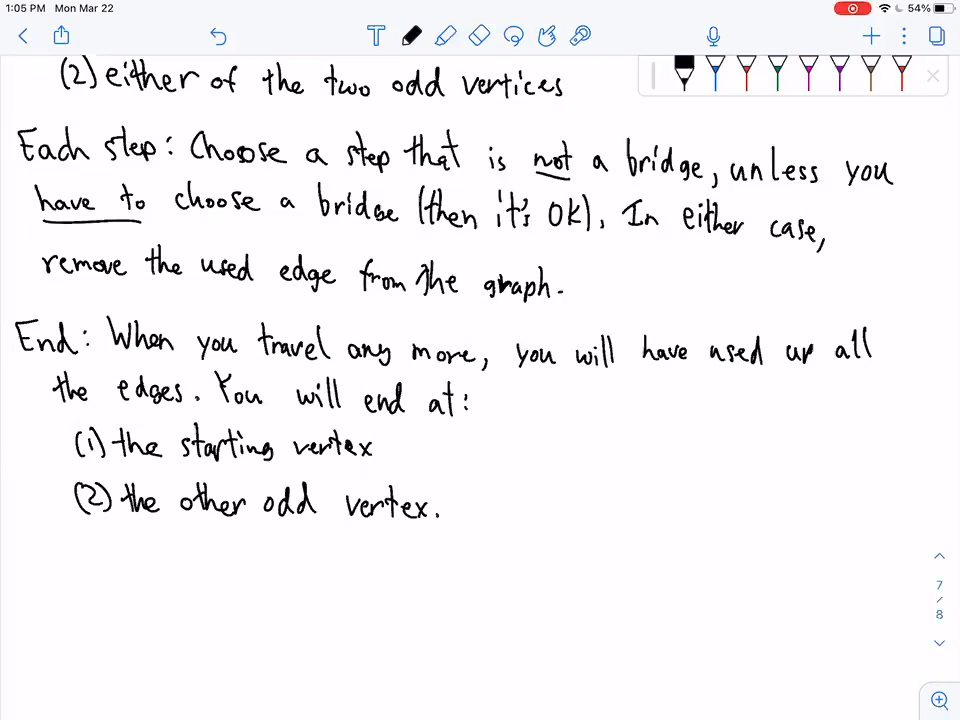 1:05 PM Mon Mar 22
54%
T
(2) either of the two odd vertices
Each step: Choose a step that is not a bridge, unless you
have to choose a bridge (then it's OK). In either case,
remove the used edge from the graph.
End: When you travel any more, you will have used up all
the edges. You will end at:
(1) the starting vertex
(2) the other odd vertex.
7
/
8